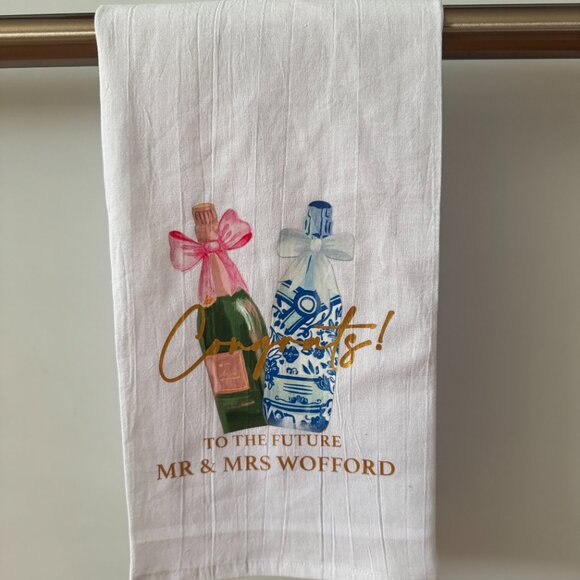 Congrats!
TO THE FUTURE
MR & MRS WOFFORD